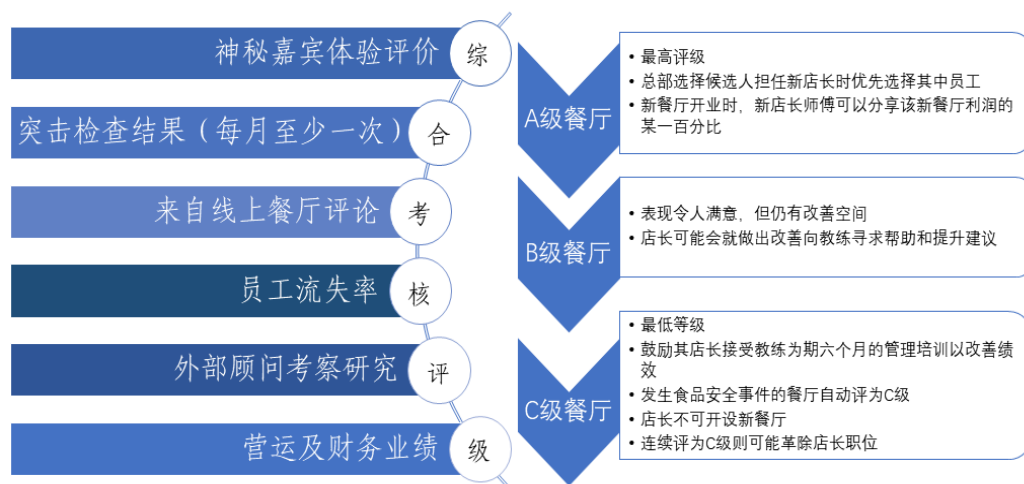 神秘嘉宾体验评价
综
突击检查结果（每月至少一次）
合
来自线上餐厅评论
考
员工流失率
核
外部顾问考察研究
评
营运及财务业绩
级
A级餐厅
• 最高评级
• 总部选择候选人担任新店长时优先选择其中员工
• 新餐厅开业时，新店长师傅可以分享该新餐厅利润的
某一百分比
B级餐厅
• 表现令人满意，但仍有改善空间
• 店长可能会就做出改善向教练寻求帮助和提升建议
C级餐厅
• 最低等级
• 鼓励其店长接受教练为期六个月的管理培训以改善绩
效
• 发生食品安全事件的餐厅自动评为C级
• 店长不可开设新餐厅
• 连续评为C级则可能革除店长职位